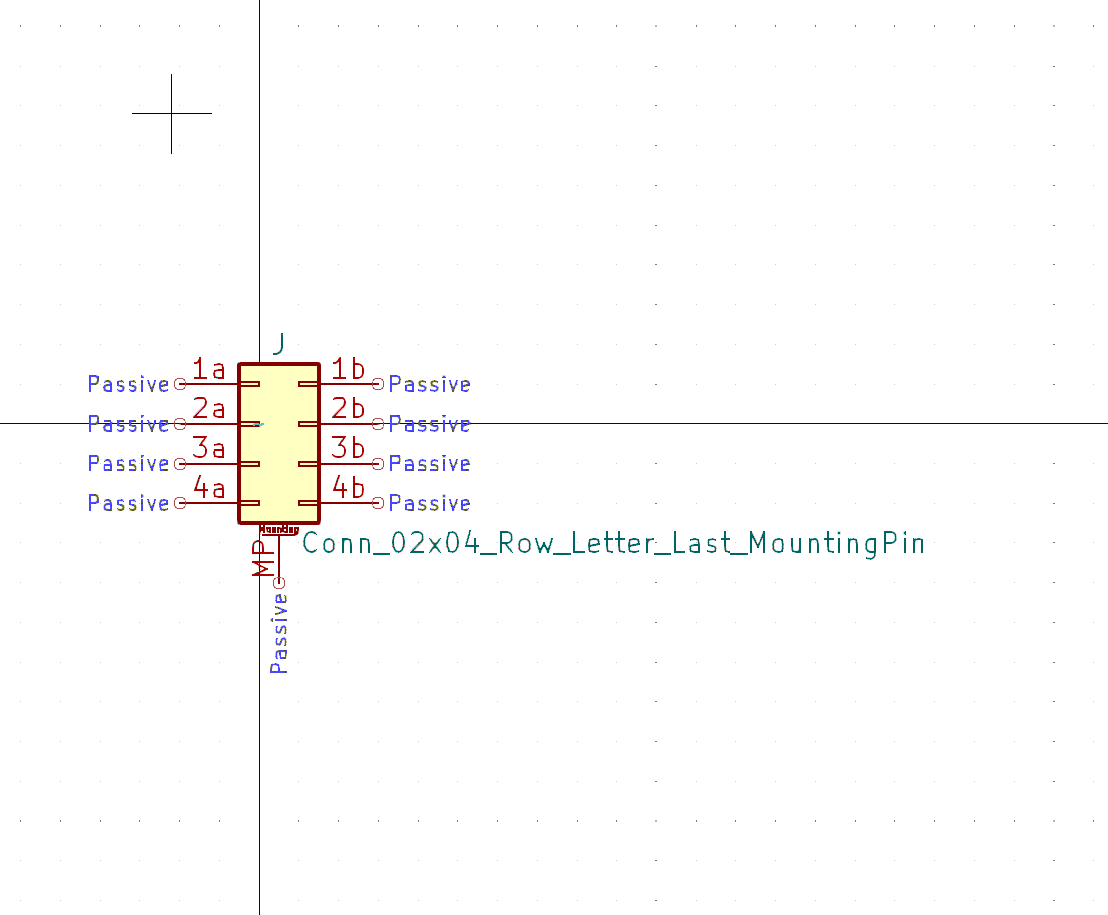 J
Passive 1a 1b Passive
Passive 2a 2b Passive
Passive 3a 3b Passive
Passive 4a 4b Passive
Mounting
Conn_02x04_Row_Letter_Last_MountingPin
MP
Passive